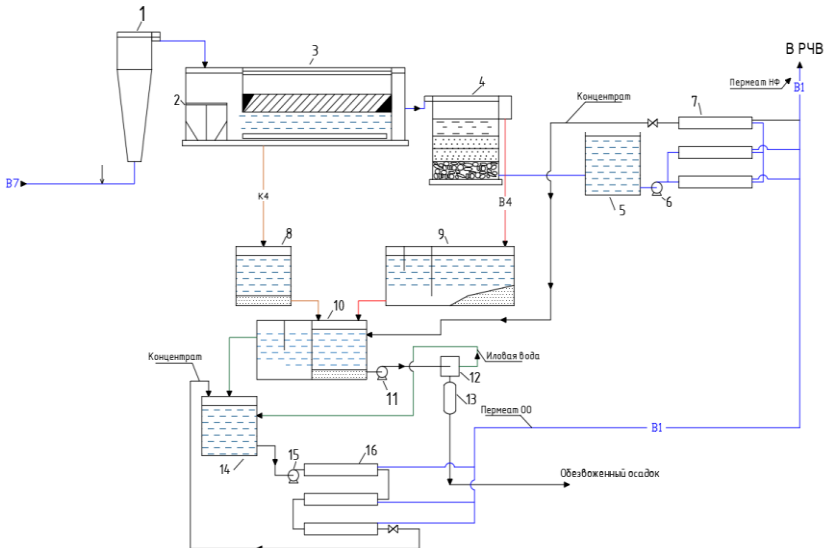 1
3
2
4
В РЧВ
Пермеат НФ
В1
Концентрат
7
В7
К4
В4
5
6
8
9
10
Концентрат
Иловая вода
11
12
13
Пермеат ОО
В1
14
15
16
Обезвоженный осадок